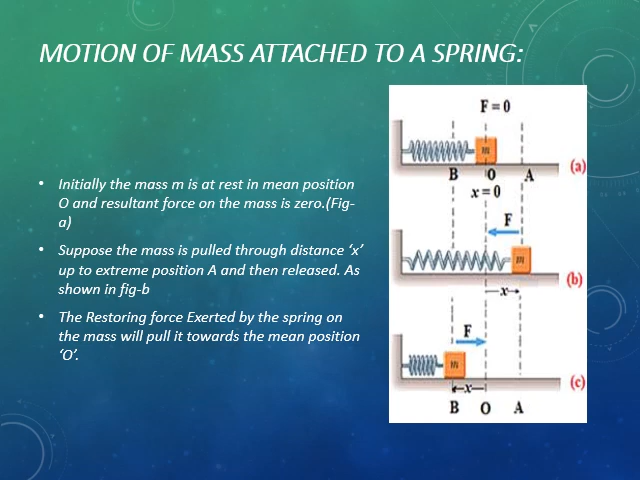 MOTION OF MASS ATTACHED TO A SPRING:
• Initially the mass m is at rest in mean position
O and resultant force on the mass is zero.(Fig-
a)
• Suppose the mass is pulled through distance ‘x’
up to extreme position A and then released. As
shown in fig-b
• The Restoring force Exerted by the spring on
the mass will pull it towards the mean position
‘O’.
F = 0
m
(a)
B O A
x = 0
F
m
(b)
x
F
m
(c)
x
B O A